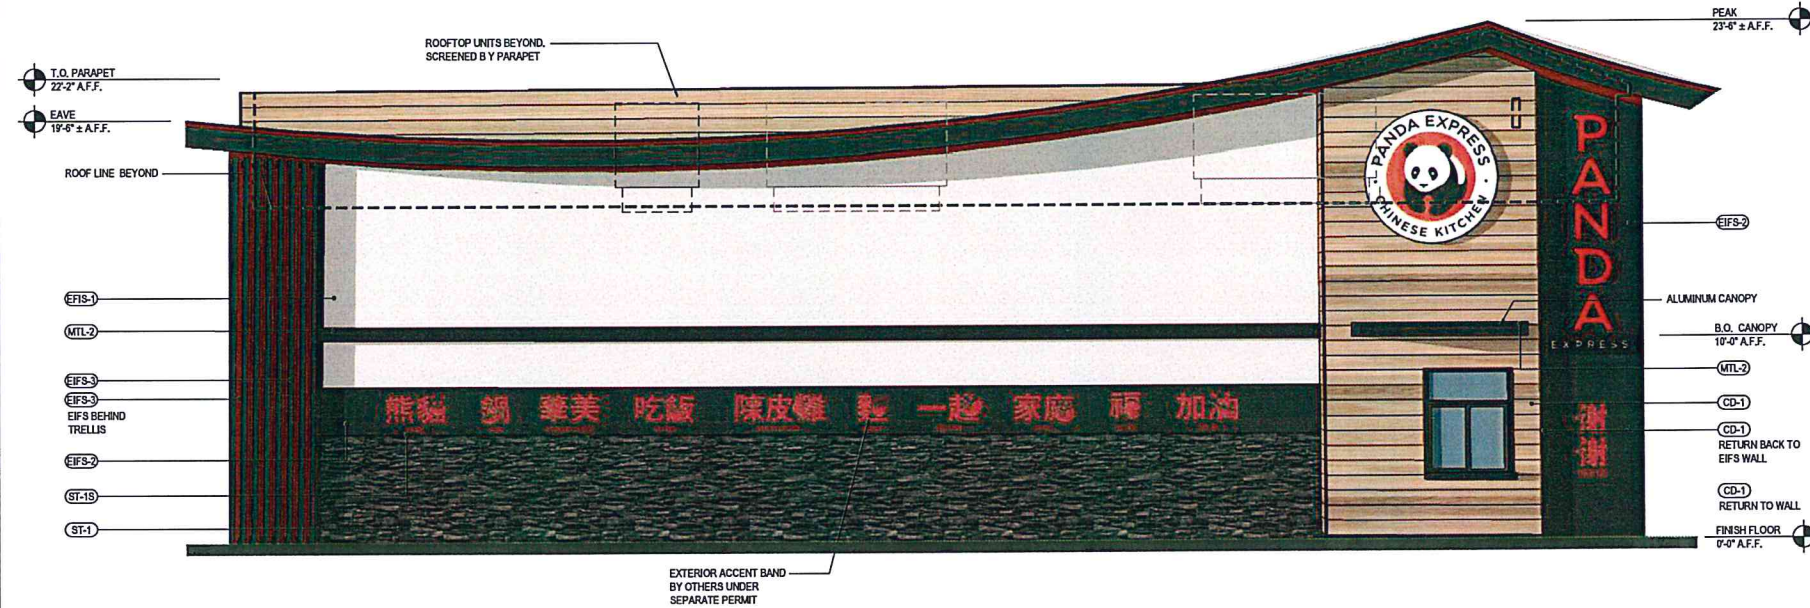 PEAK
23'-6" ± A.F.F.
ROOFTOP UNITS BEYOND.
SCREENED BY PARAPET
T.O. PARAPET
22'-2" A.F.F.
EAVE
19'-6" ± A.F.F.
ROOF LINE BEYOND
PANDA EXPRESS
CHINESE KITCHEN
PANDA
EXPRESS
EIFS-2
EFIS-1
MTL-2
ALUMINUM CANOPY
B.O. CANOPY
10'-0" A.F.F.
MTL-2
EIFS-3
EIFS-3
EIFS BEHIND
TRELLIS
熊貓 鍋 華美 吃飯 陳皮雞 一起 家庭 福 加油
謝謝
CD-1
CD-1
RETURN BACK TO
EIFS WALL
EIFS-2
ST-1S
CD-1
RETURN TO WALL
ST-1
FINISH FLOOR
0'-0" A.F.F.
EXTERIOR ACCENT BAND
BY OTHERS UNDER
SEPARATE PERMIT